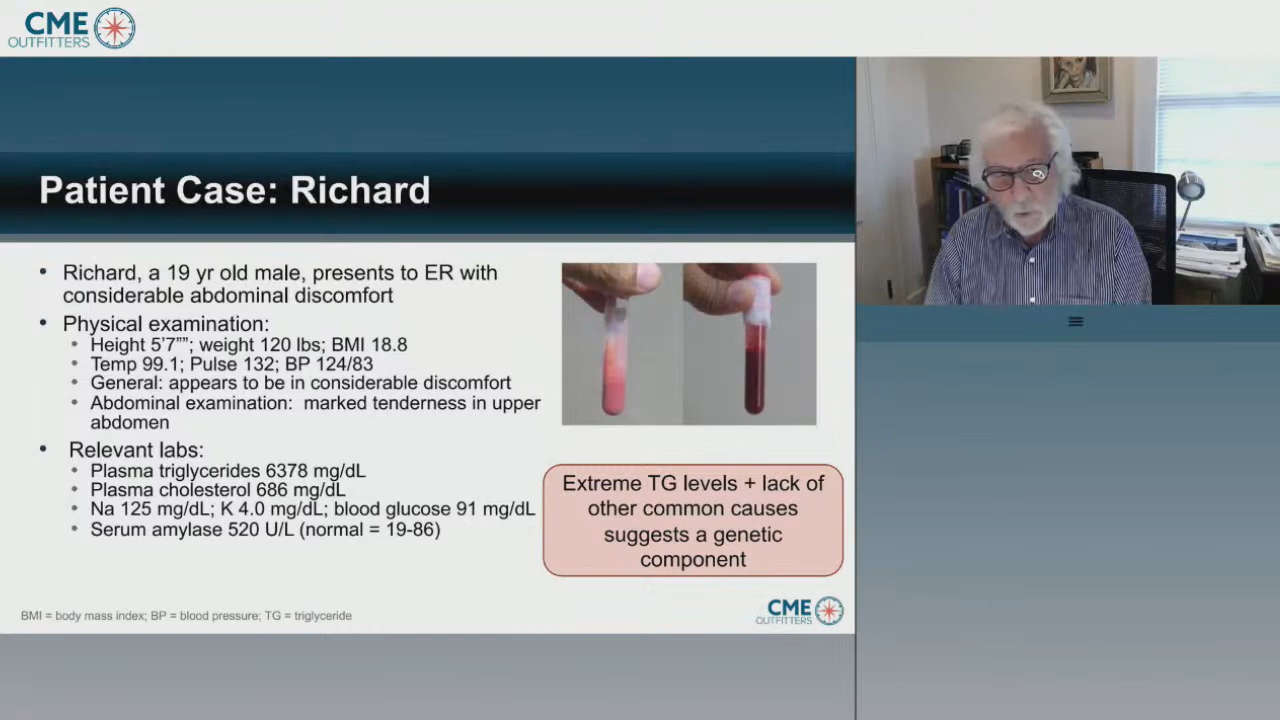 CME
OUTFITTERS
Patient Case: Richard
• Richard, a 19 yr old male, presents to ER with
considerable abdominal discomfort
• Physical examination:
• Height 5’7””; weight 120 lbs; BMI 18.8
• Temp 99.1; Pulse 132; BP 124/83
• General: appears to be in considerable discomfort
• Abdominal examination: marked tenderness in upper
abdomen
• Relevant labs:
• Plasma triglycerides 6378 mg/dL
• Plasma cholesterol 686 mg/dL
• Na 125 mg/dL; K 4.0 mg/dL; blood glucose 91 mg/dL
• Serum amylase 520 U/L (normal = 19-86)
Extreme TG levels + lack of
other common causes
suggests a genetic
component
BMI = body mass index; BP = blood pressure; TG = triglyceride
CME
OUTFITTERS